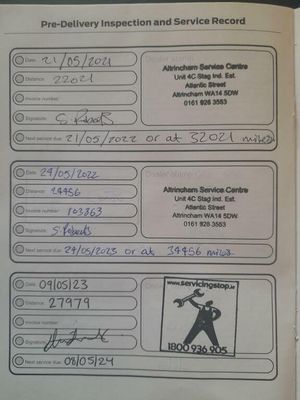 Pre-Delivery Inspection and Service Record
Date: 21/05/2021
Distance: 22021
Invoice number:
Signature:
Next service due: 21/05/2022 or at 32021 miles
Dealer stamp
Altrincham Service Centre
Unit 4C Stag Ind. Est.
Atlantic Street
Altrincham WA14 5DW
0161 928 3553
Date: 24/05/2022
Distance: 24456
Invoice number: 103863
Signature: S. Roberts
Next service due: 24/05/2023 or at 34456 miles
Dealer stamp
Altrincham Service Centre
Unit 4C Stag Ind. Est.
Atlantic Street
Altrincham WA14 5DW
0161 928 3553
Date: 09/05/23
Distance: 27979
Invoice number:
Signature:
Next service due: 08/05/24
www.servicingstop.ie
1800 936 905